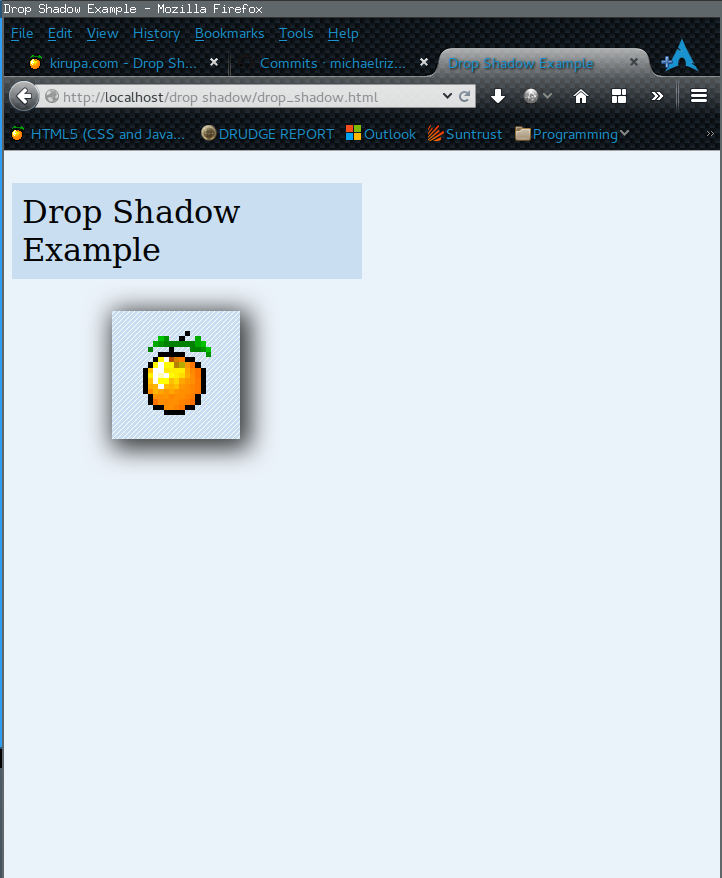 Drop Shadow Example - Mozilla Firefox
File Edit View History Bookmarks Tools Help
kirupa.com - Drop Sh... Commits · michaelriz... Drop Shadow Example
http://localhost/drop shadow/drop_shadow.html
HTML5 (CSS and Java... DRUDGE REPORT Outlook Suntrust Programming
Drop Shadow
Example